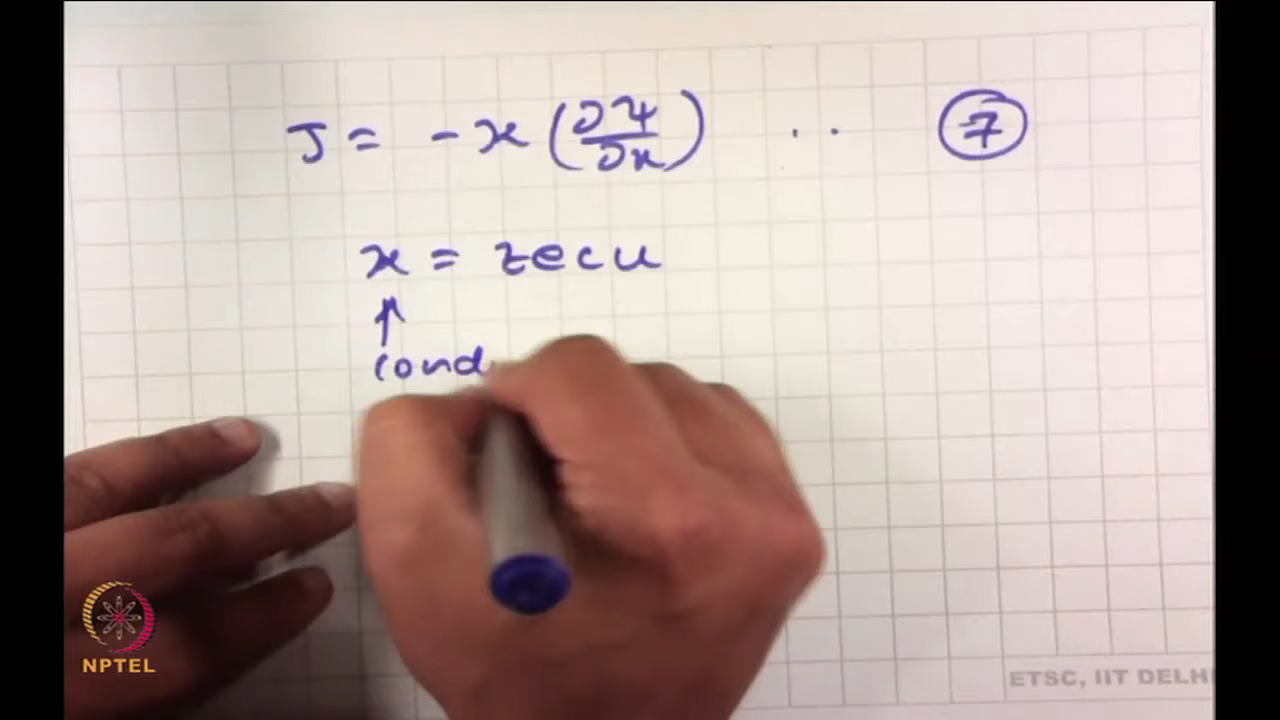 J = - x (∂Ψ/∂x) .. 7
x = zecu
↑
cond
NPTEL
ETSC, IIT DELHI